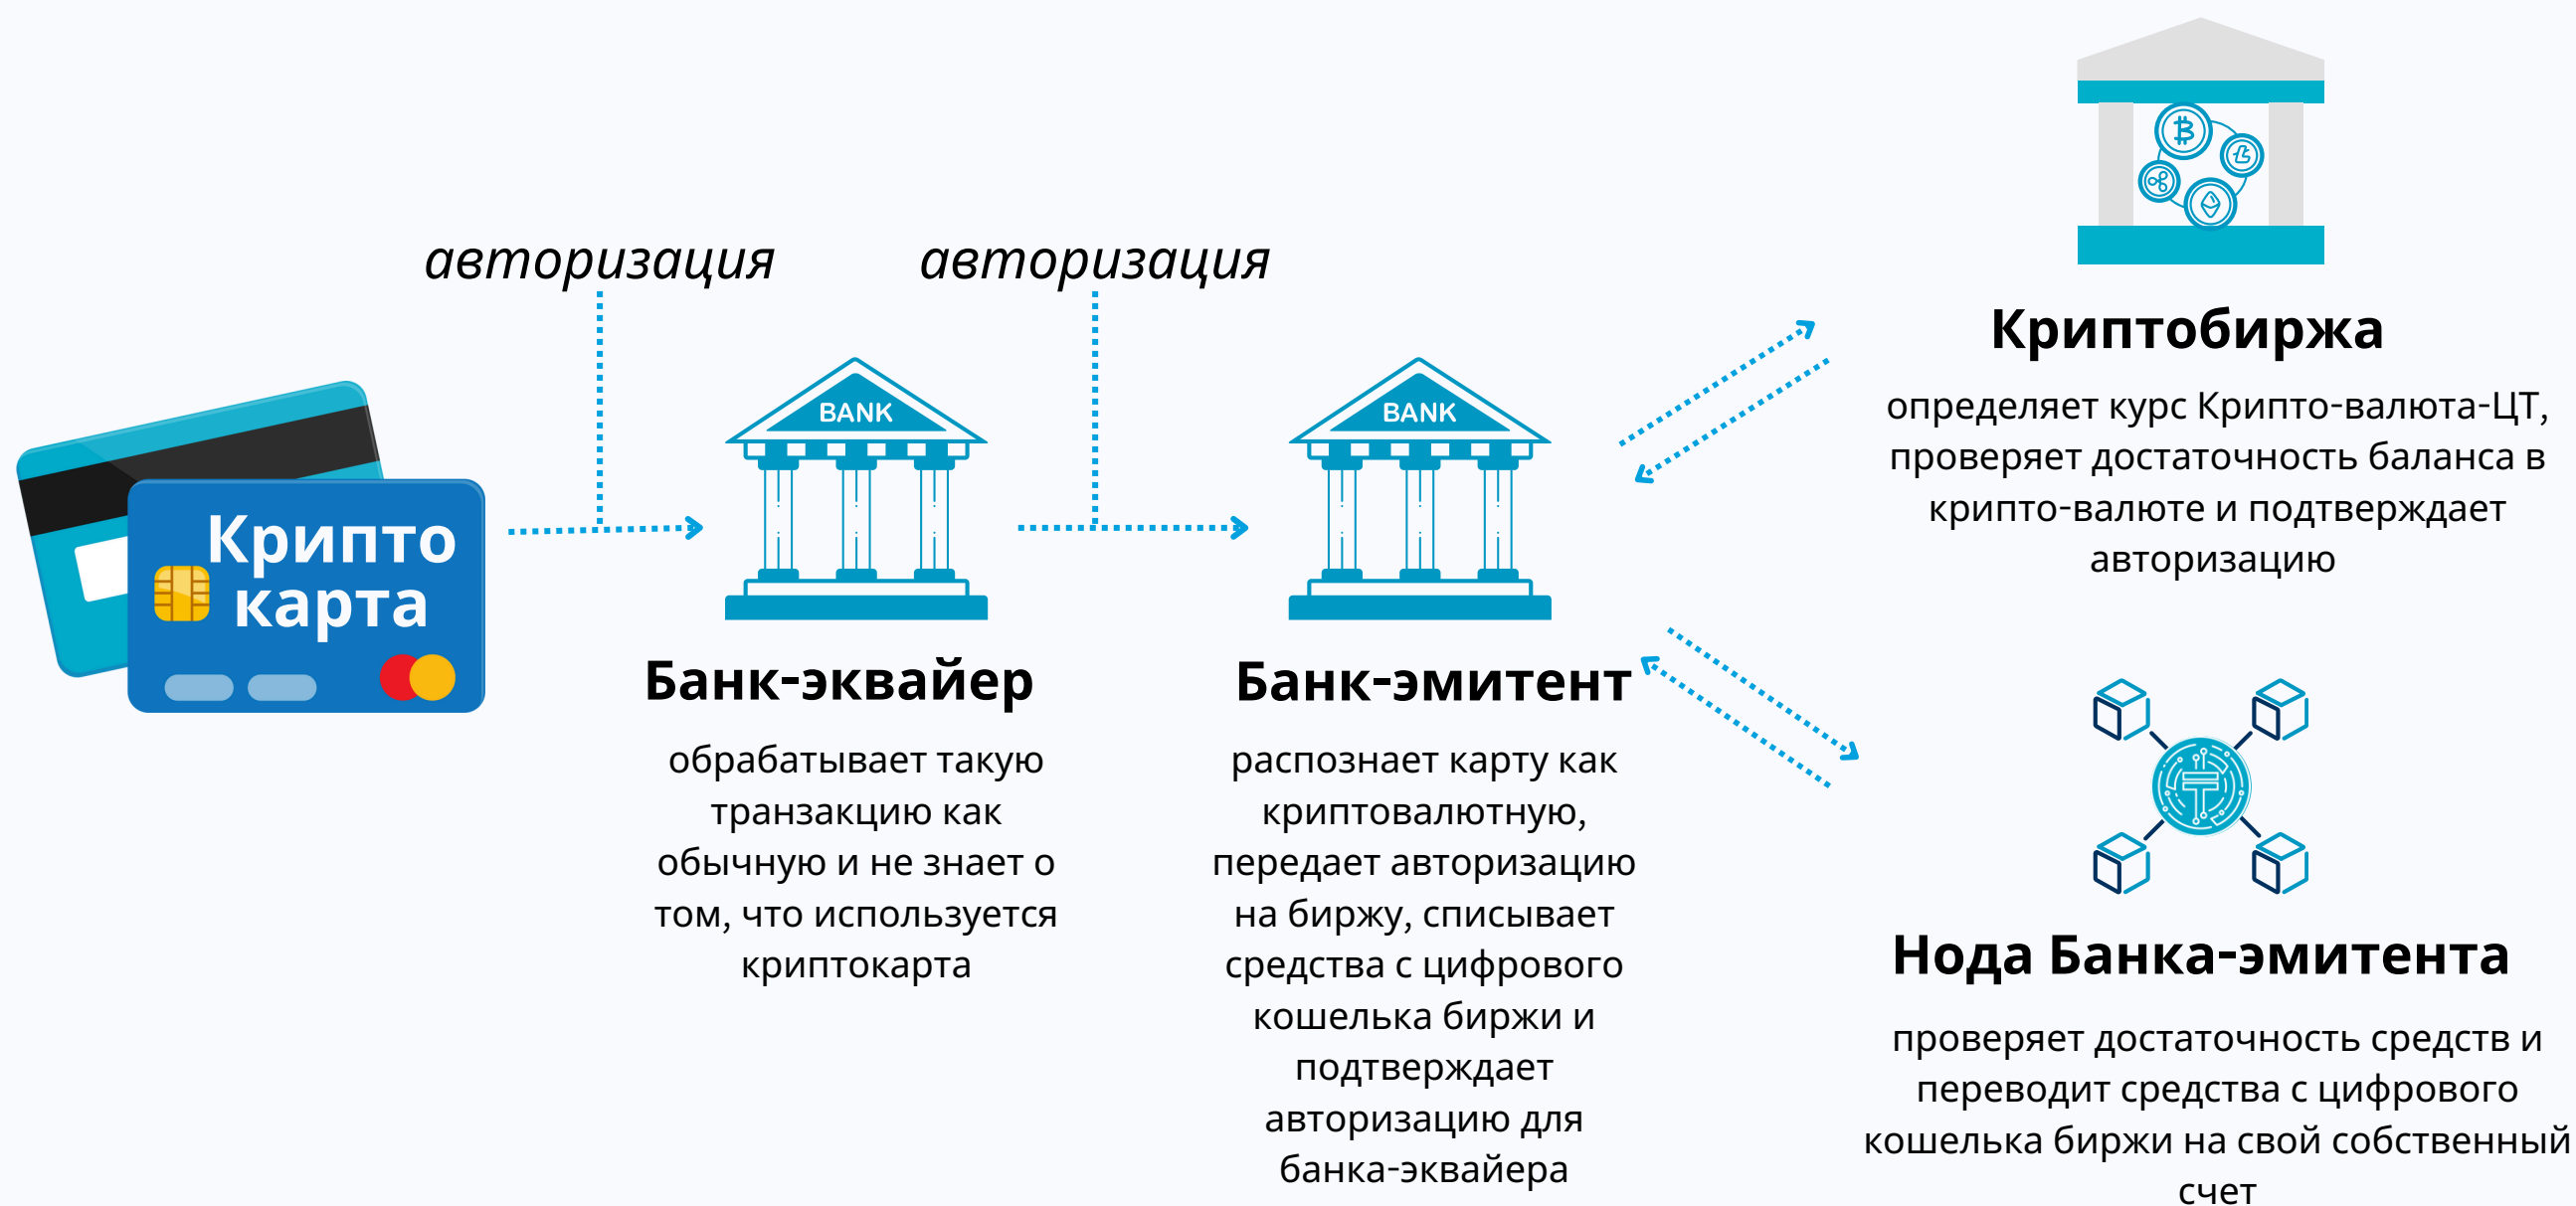 авторизация
авторизация
Крипто
карта
BANK
Банк-эквайер
обрабатывает такую
транзакцию как
обычную и не знает о
том, что используется
криптокарта
BANK
Банк-эмитент
распознает карту как
криптовалютную,
передает авторизацию
на биржу, списывает
средства с цифрового
кошелька биржи и
подтверждает
авторизацию для
банка-эквайера
Криптобиржа
определяет курс Крипто-валюта-ЦТ,
проверяет достаточность баланса в
крипто-валюте и подтверждает
авторизацию
Нода Банка-эмитента
проверяет достаточность средств и
переводит средства с цифрового
кошелька биржи на свой собственный
счет